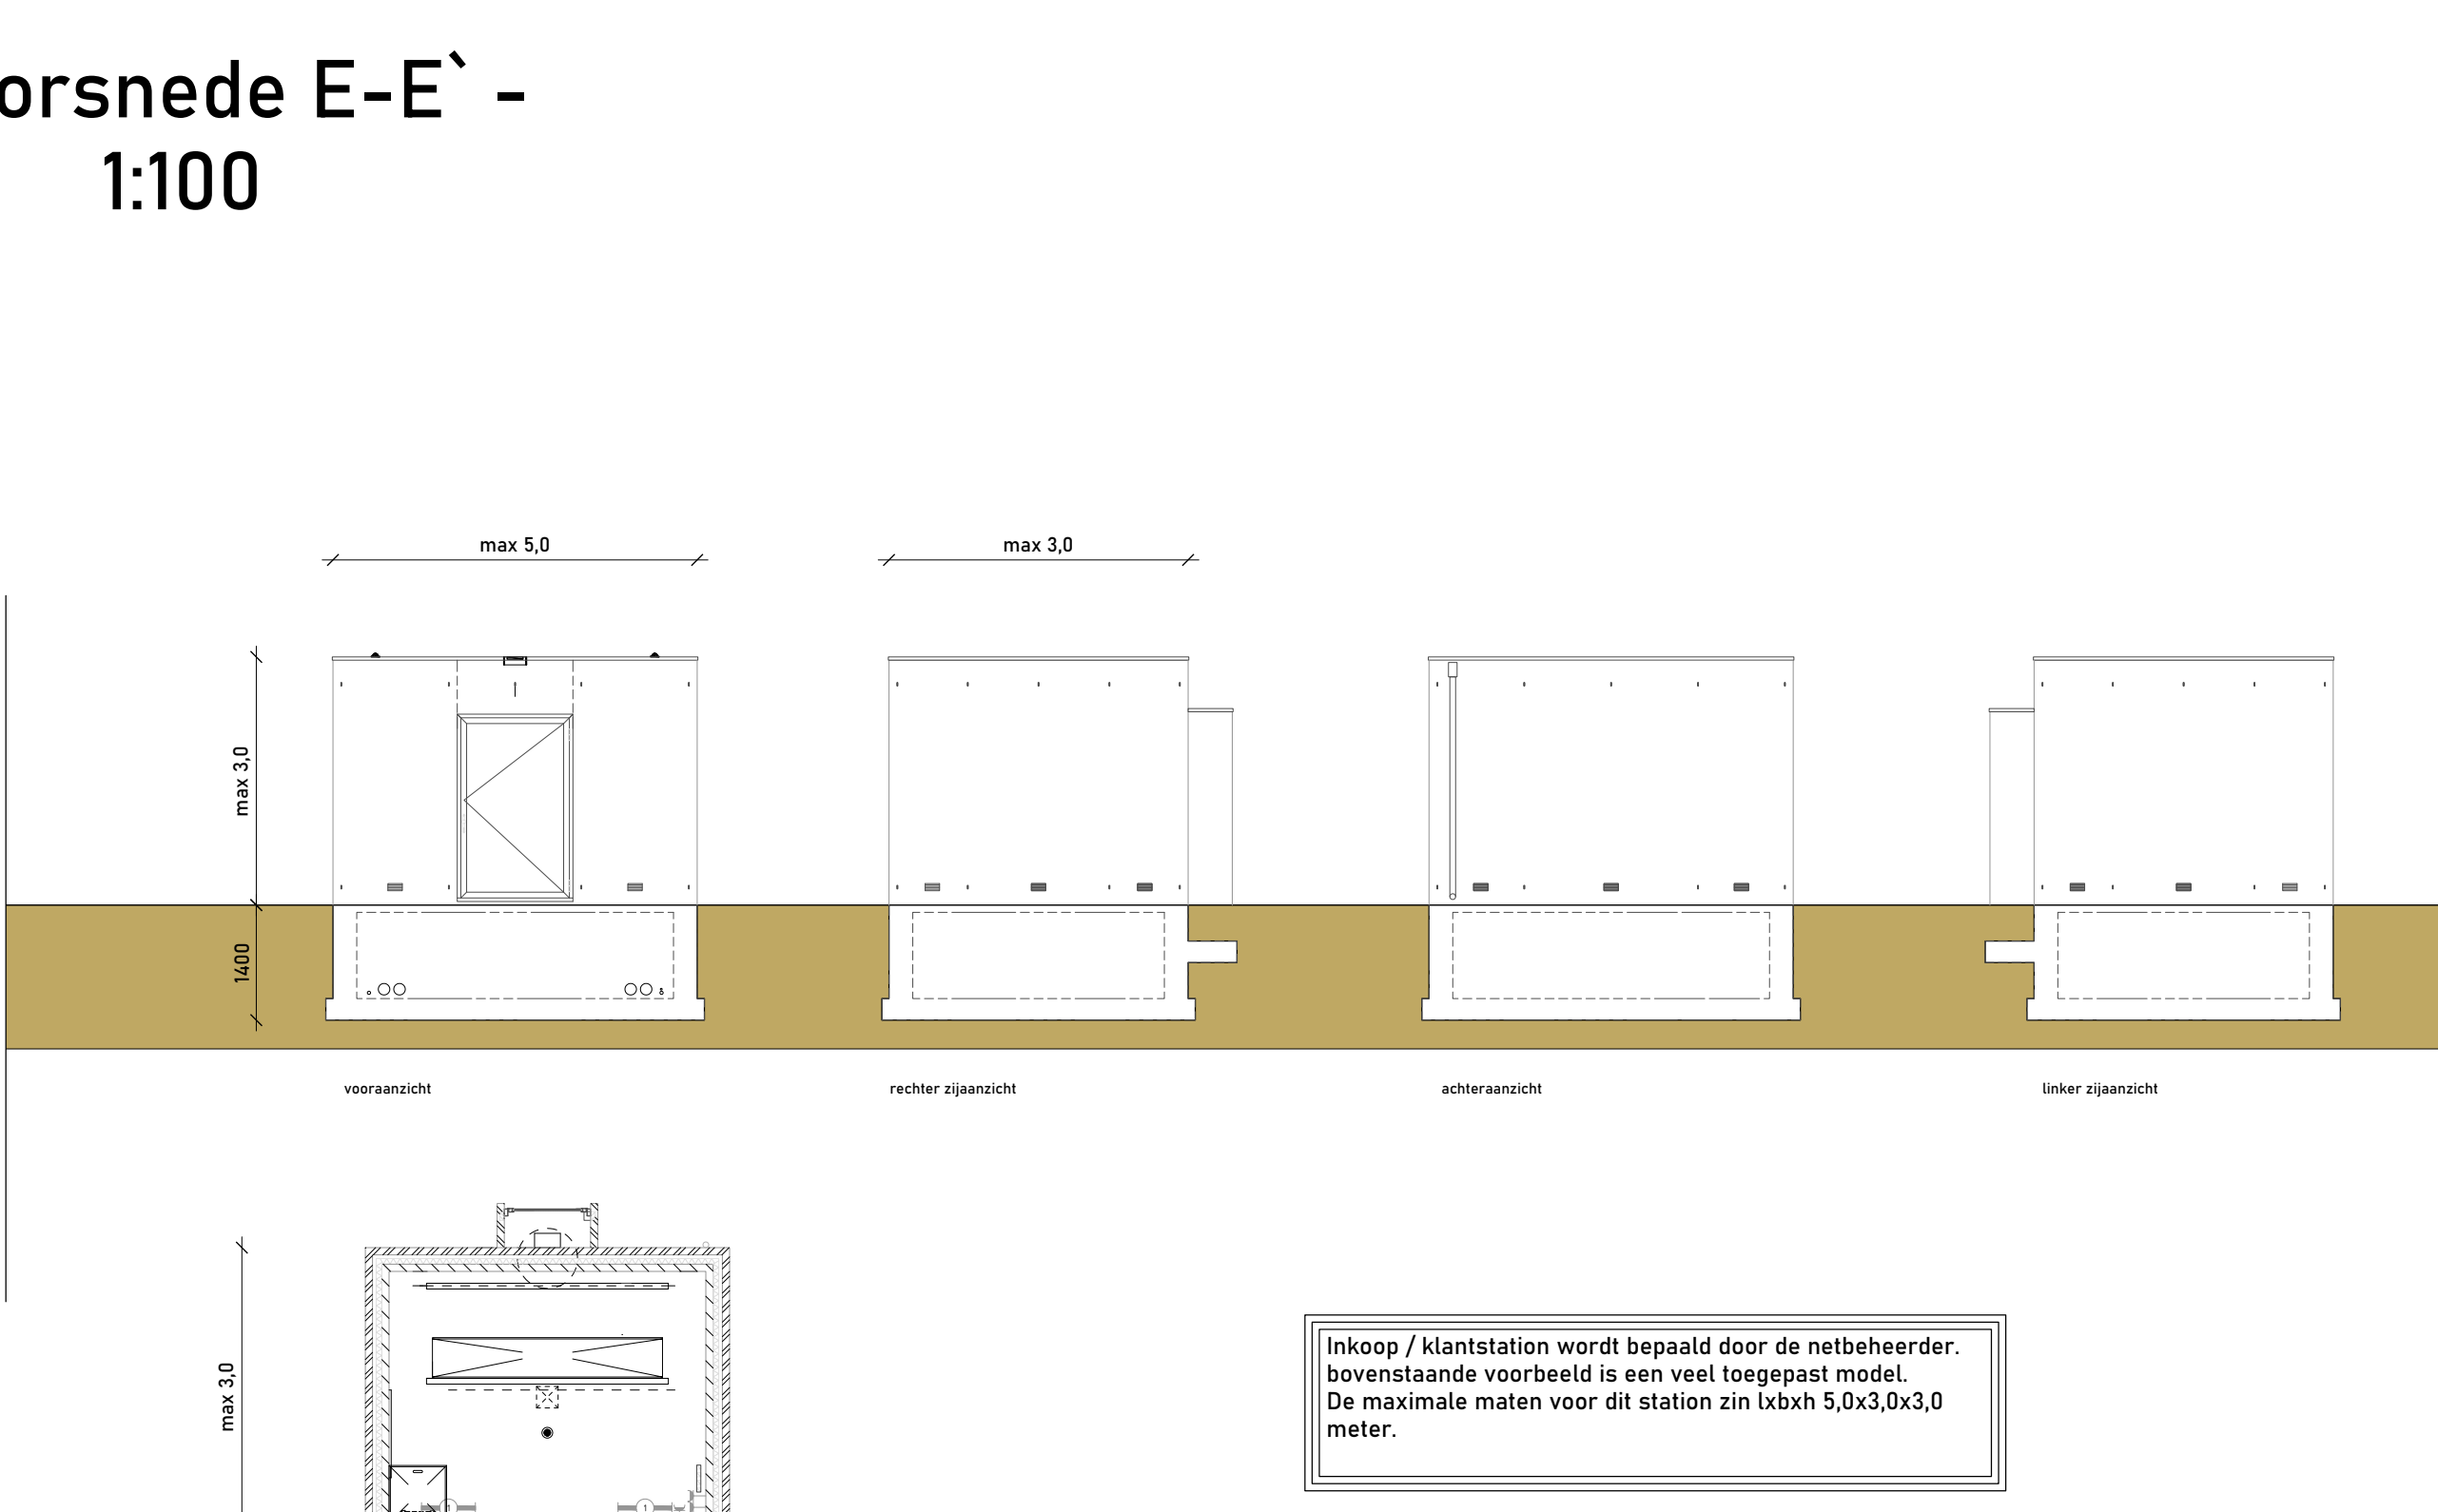 orsnede E-E` -
1:100
max 5,0
max 3,0
max 3,0
1400
vooraanzicht
rechter zijaanzicht
achteraanzicht
linker zijaanzicht
max 3,0
Inkoop / klantstation wordt bepaald door de netbeheerder.
bovenstaande voorbeeld is een veel toegepast model.
De maximale maten voor dit station zin lxbxh 5,0x3,0x3,0
meter.
1
1